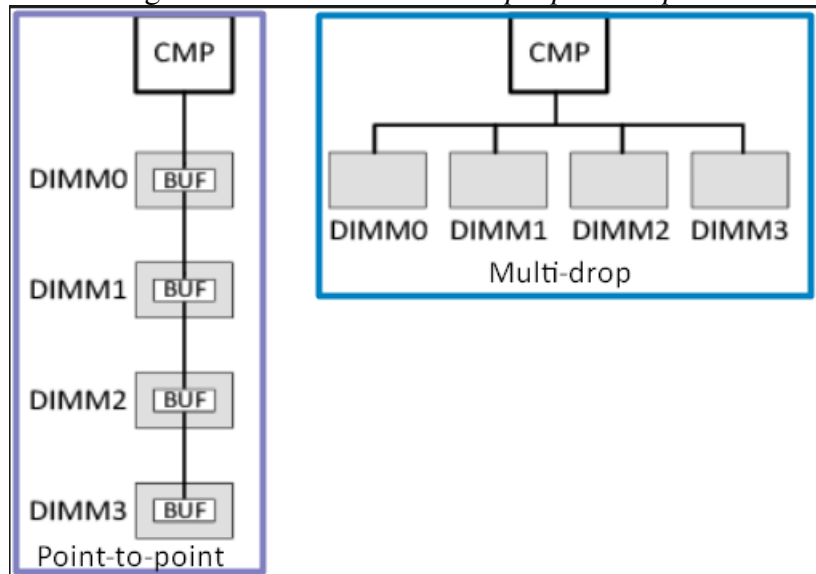 CMP
DIMM0 BUF
DIMM1 BUF
DIMM2 BUF
DIMM3 BUF
Point-to-point
CMP
DIMM0 DIMM1 DIMM2 DIMM3
Multi-drop